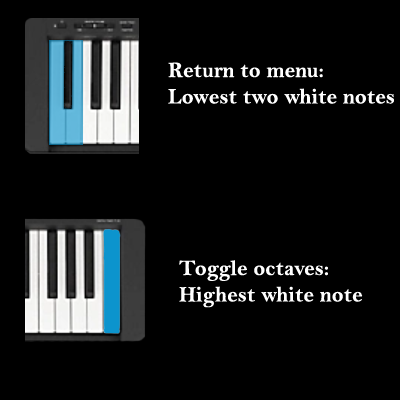 Return to menu:
Lowest two white notes
Toggle octaves:
Highest white note